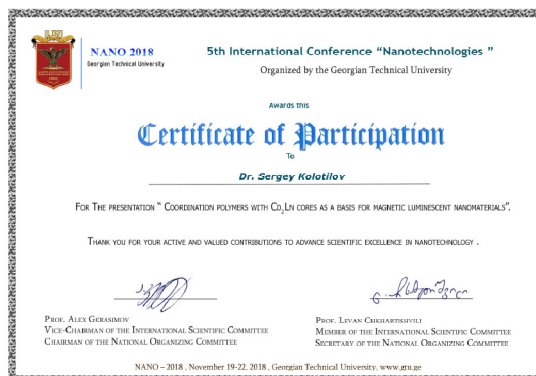 NANO 2018
Georgian Technical University
5th International Conference “Nanotechnologies ”
Organized by the Georgian Technical University
Awards this
Certificate of Participation
To
Dr. Sergey Kolotilov
For The presentation “ Coordination polymers with Cd2Ln cores as a basis for magnetic luminescent nanomaterials”.
Thank you for your active and valued contributions to advance scientific excellence in nanotechnology .
Prof. Alex Gerasimov
Vice-Chairman of the International Scientific Committee
Chairman of the National Organizing Committee
Prof. Levan Chkhartishvili
Member of the International Scientific Committee
Secretary of the National Organizing Committee
NANO – 2018 , November 19-22, 2018 , Georgian Technical University, www.gtu.ge